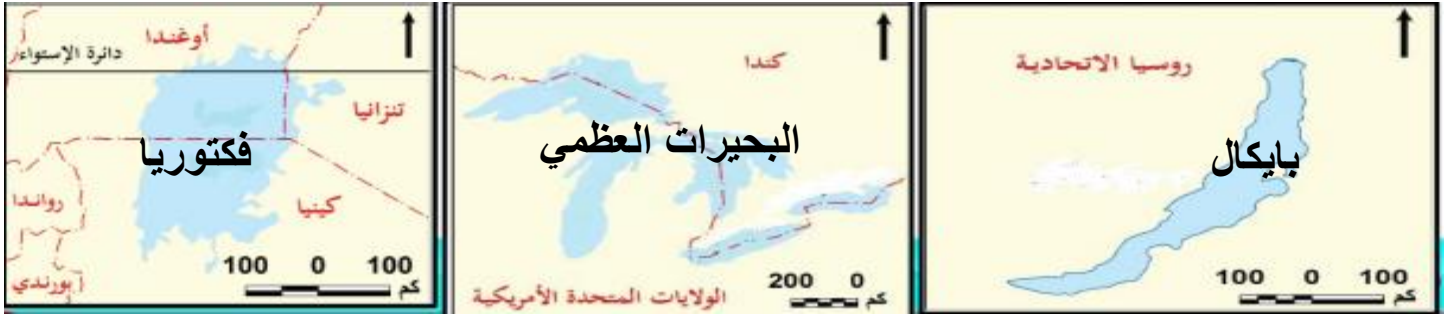 روسيا الاتحادية
بايكال
100 0 100
كم
كندا
البحيرات العظمي
الولايات المتحدة الأمريكية
200 0
كم
أوغندا
دائرة الإستواء
تنزانيا
فكتوريا
رواندا
كينيا
بورندي
100 0 100
كم